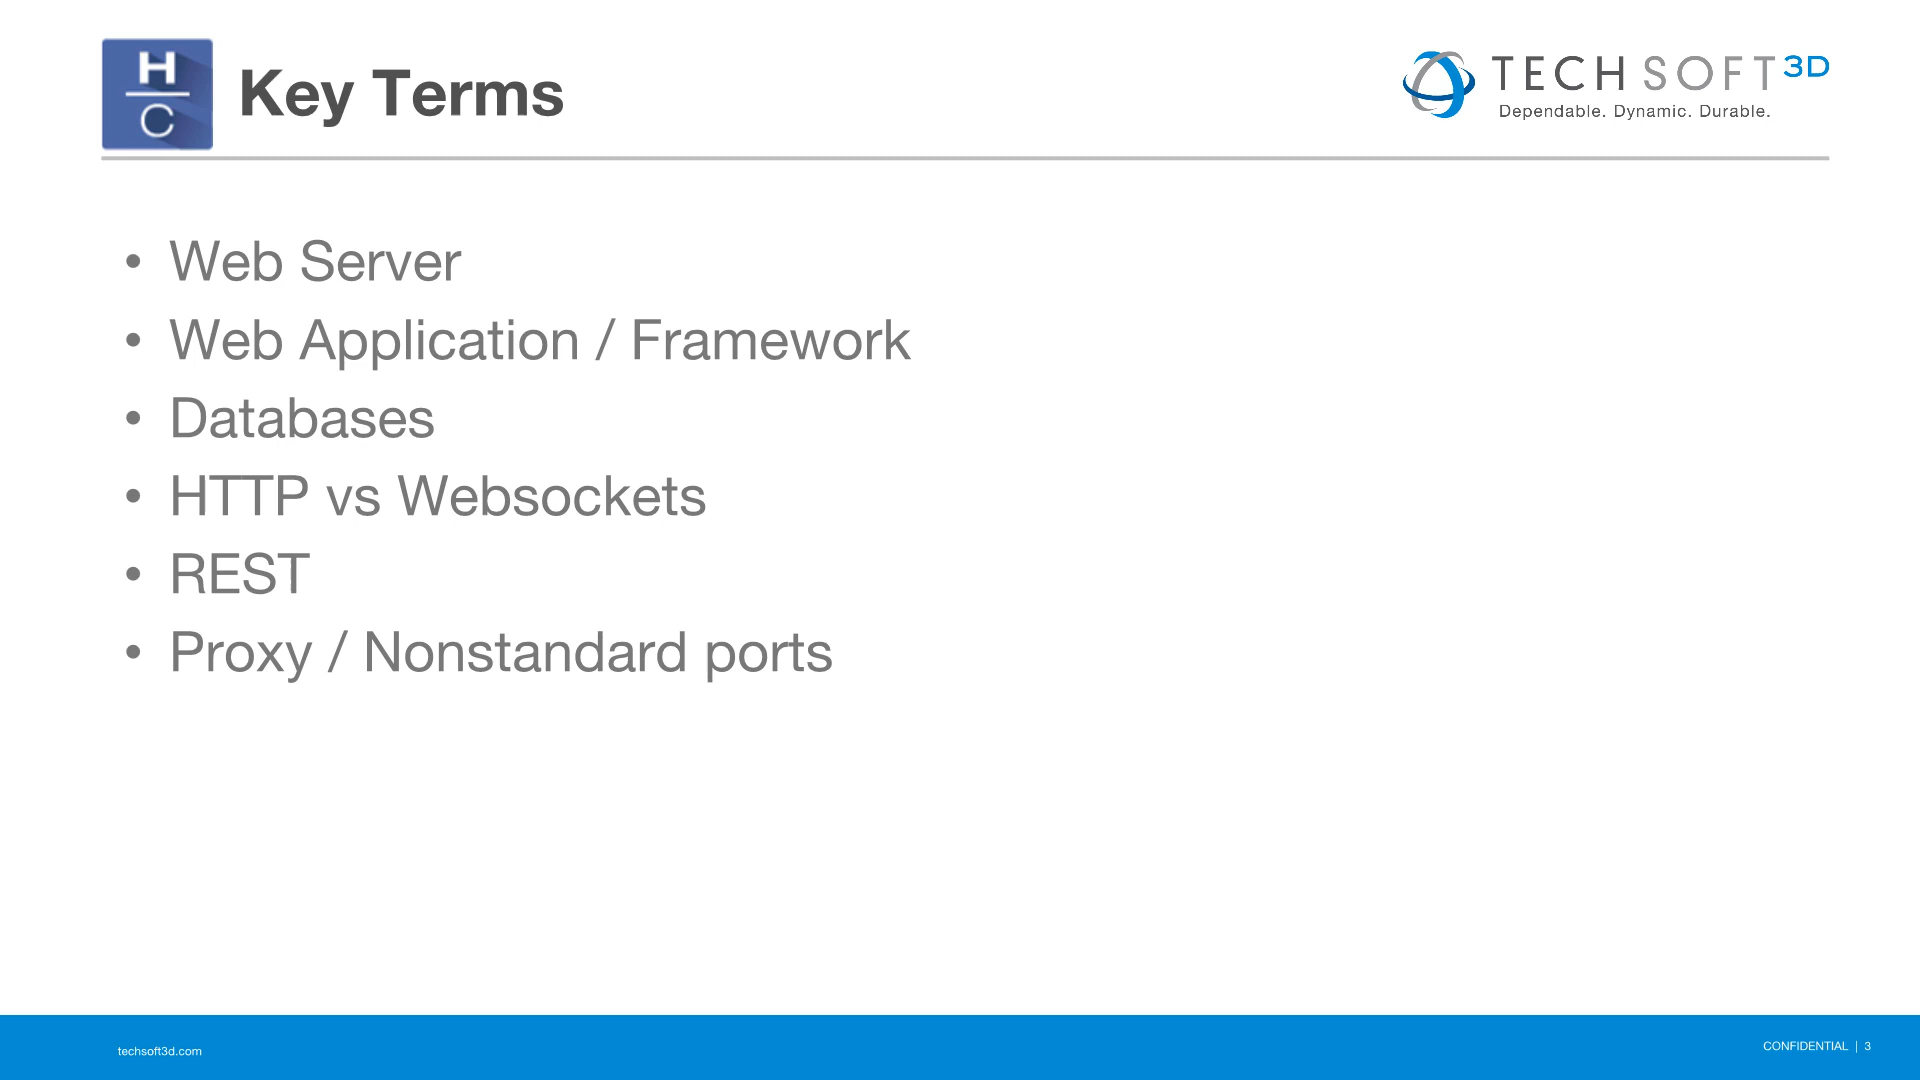 H
C
Key Terms
TECH SOFT 3D
Dependable. Dynamic. Durable.
• Web Server
• Web Application / Framework
• Databases
• HTTP vs Websockets
• REST
• Proxy / Nonstandard ports
techsoft3d.com
CONFIDENTIAL | 3